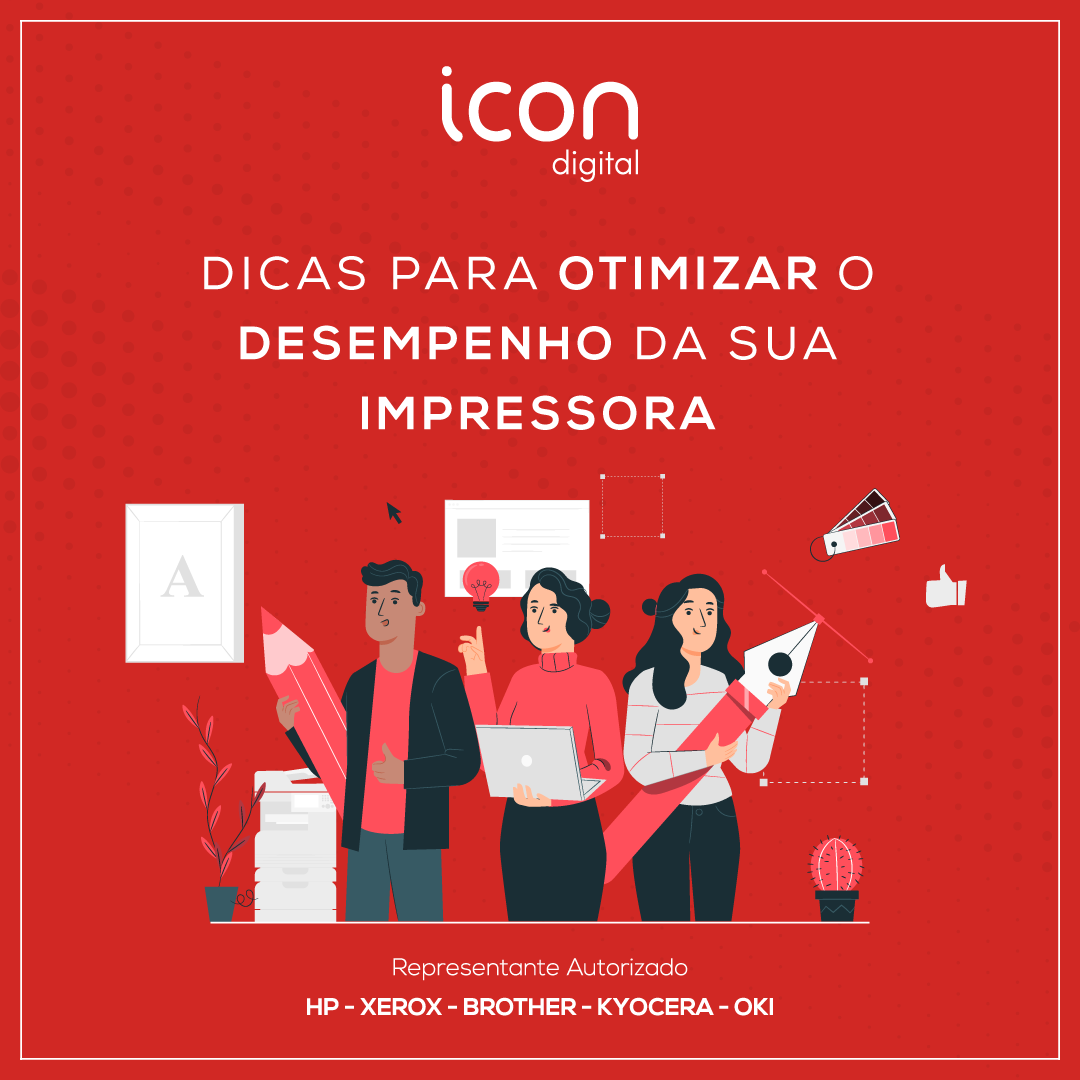 icon
digital
DICAS PARA OTIMIZAR O
DESEMPENHO DA SUA
IMPRESSORA
A
Representante Autorizado
HP - XEROX - BROTHER - KYOCERA - OKI